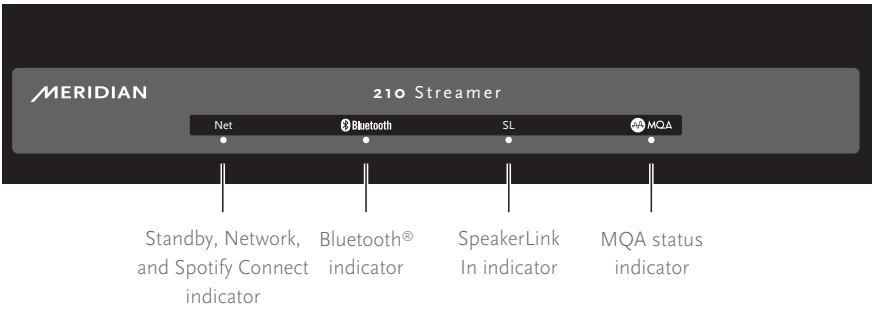 MERIDIAN
210 Streamer
Net
Bluetooth
SL
MQA
Standby, Network,
and Spotify Connect
indicator
Bluetooth®
indicator
SpeakerLink
In indicator
MQA status
indicator